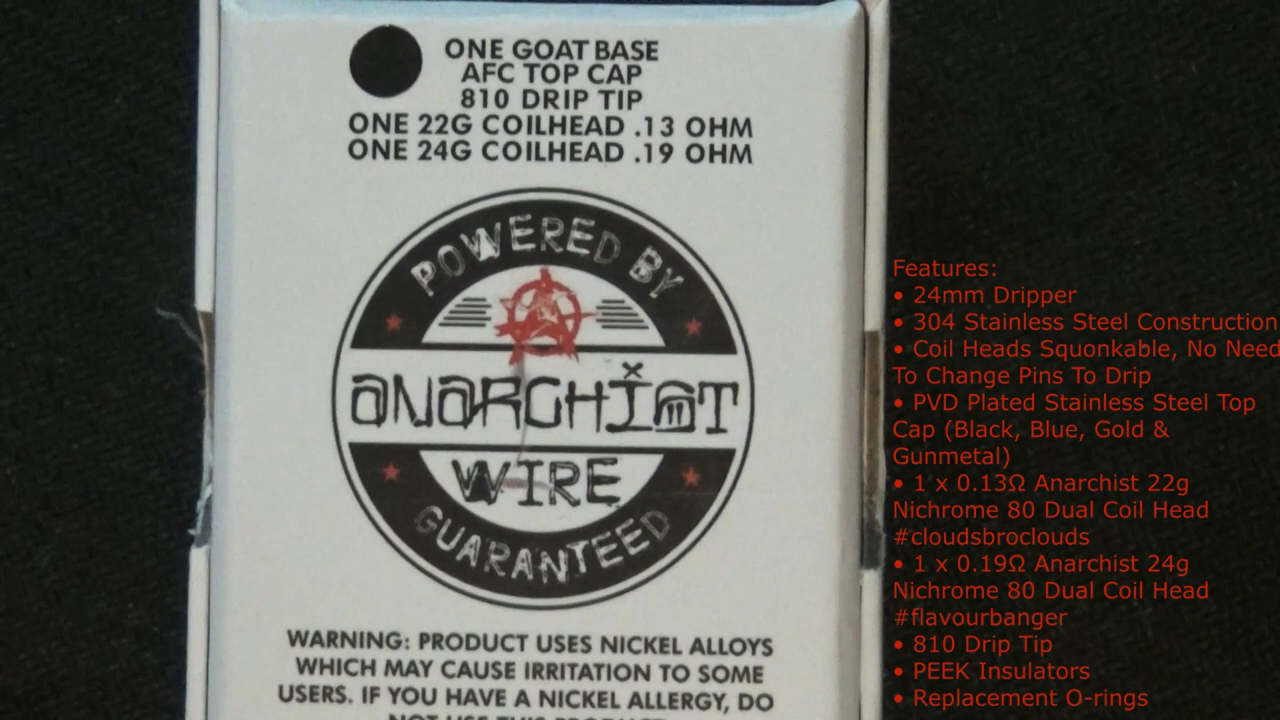 ONE GOAT BASE
AFC TOP CAP
810 DRIP TIP
ONE 22G COILHEAD .13 OHM
ONE 24G COILHEAD .19 OHM
POWERED BY
ANARCHIST
WIRE
GUARANTEED
WARNING: PRODUCT USES NICKEL ALLOYS
WHICH MAY CAUSE IRRITATION TO SOME
USERS. IF YOU HAVE A NICKEL ALLERGY, DO
NOT USE THIS PRODUCT
Features:
• 24mm Dripper
• 304 Stainless Steel Construction
• Coil Heads Squonkable, No Need
To Change Pins To Drip
• PVD Plated Stainless Steel Top
Cap (Black, Blue, Gold &
Gunmetal)
• 1 x 0.13Ω Anarchist 22g
Nichrome 80 Dual Coil Head
#cloudsbroclouds
• 1 x 0.19Ω Anarchist 24g
Nichrome 80 Dual Coil Head
#flavourbanger
• 810 Drip Tip
• PEEK Insulators
• Replacement O-rings